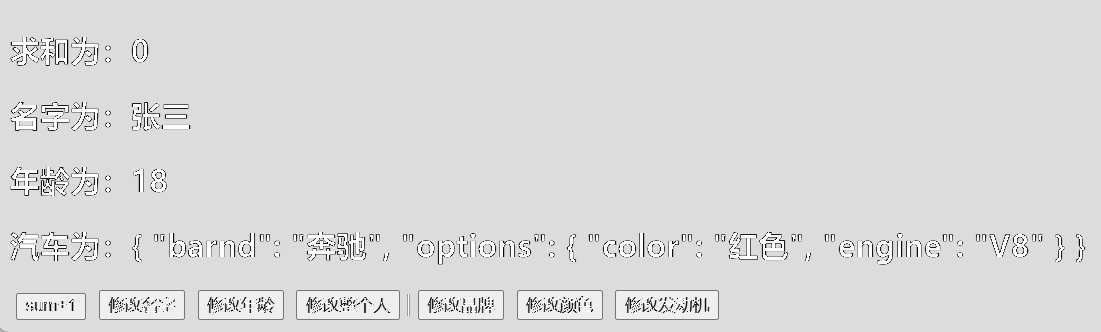 求和为：0
名字为：张三
年龄为：18
汽车为：{ "barnd": "奔驰", "options": { "color": "红色", "engine": "V8" } }
sum+1 修改名字 修改年龄 修改整个人 | 修改品牌 修改颜色 修改发动机